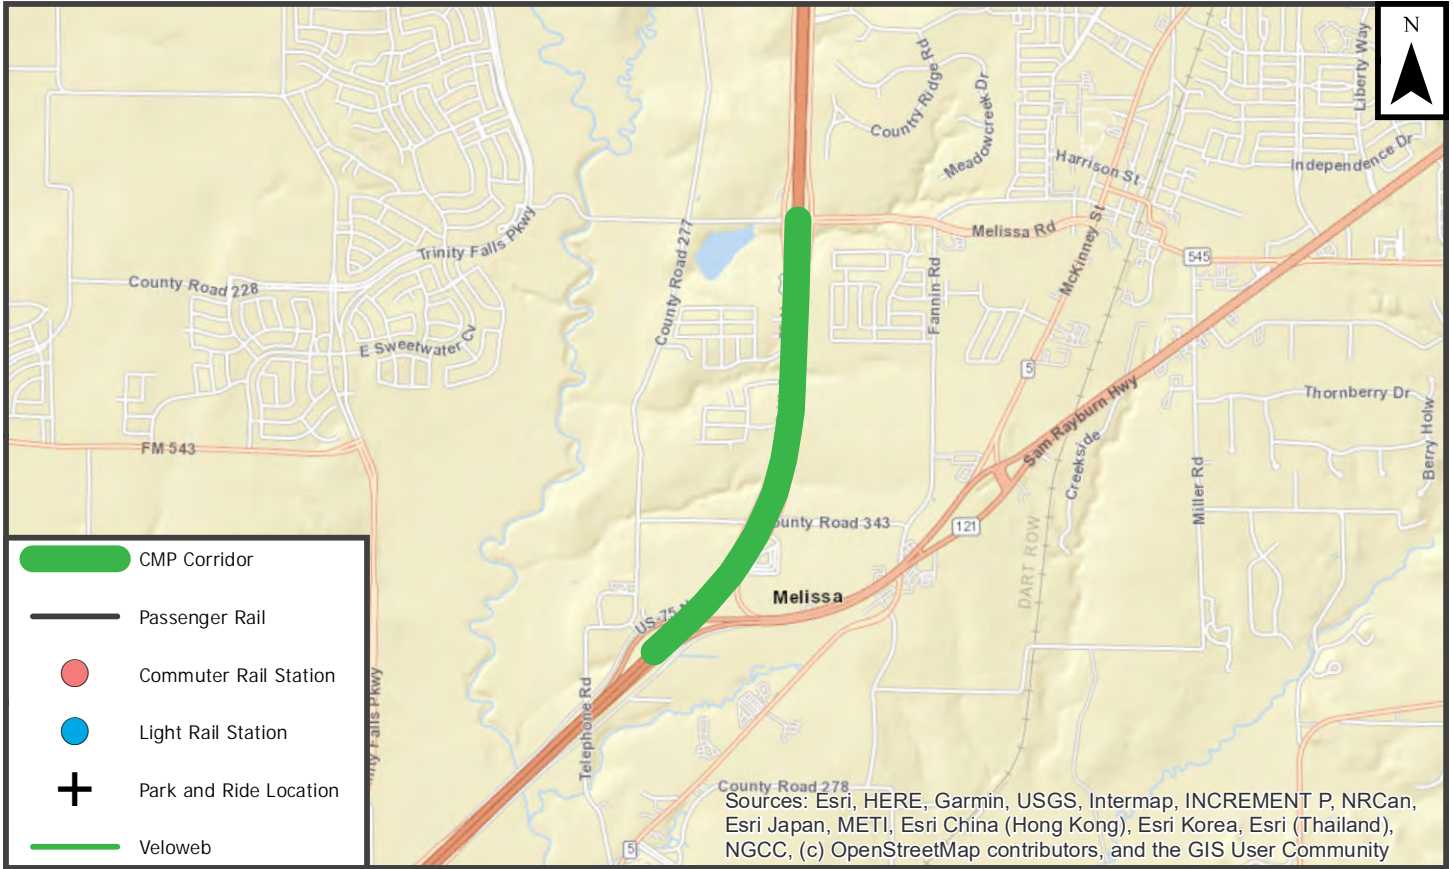 N
Liberty Way
Country Ridge Rd
Meadowcreek Dr
Harrison St
Independence Dr
Trinity Falls Pkwy
County Road 277
Melissa Rd
McKinney St
545
County Road 228
Fannin Rd
E Sweetwater Cv
5
Sam Rayburn Hwy
Thornberry Dr
Berry Holw
FM 543
Creekside
Miller Rd
ounty Road 343
121
DART ROW
Melissa
US-75 N
Telephone Rd
nity Falls Pkwy
County Road 278
5
CMP Corridor
Passenger Rail
Commuter Rail Station
Light Rail Station
Park and Ride Location
Veloweb
Sources: Esri, HERE, Garmin, USGS, Intermap, INCREMENT P, NRCan,
Esri Japan, METI, Esri China (Hong Kong), Esri Korea, Esri (Thailand),
NGCC, (c) OpenStreetMap contributors, and the GIS User Community